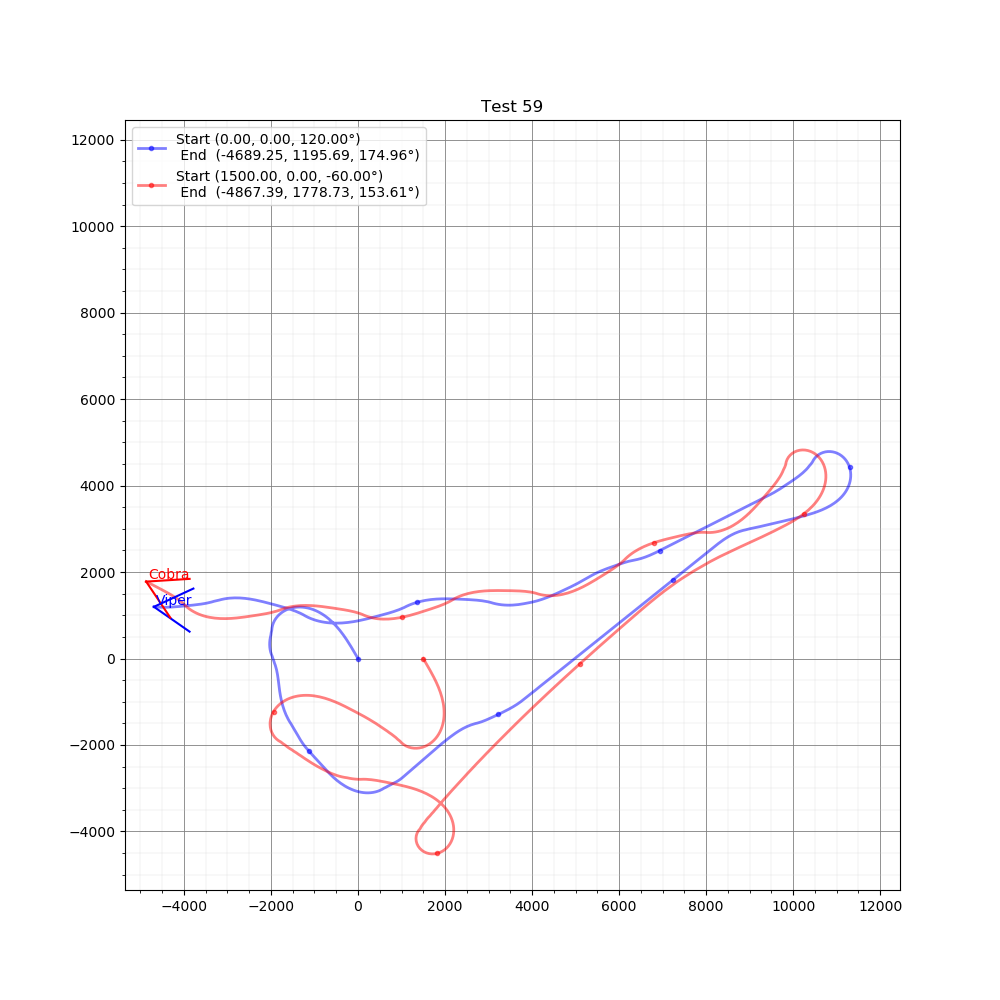 Test 59
Start (0.00, 0.00, 120.00°)
End (-4689.25, 1195.69, 174.96°)
Start (1500.00, 0.00, -60.00°)
End (-4867.39, 1778.73, 153.61°)
12000
10000
8000
6000
4000
2000
0
−2000
−4000
Cobra
Viper
−4000 −2000 0 2000 4000 6000 8000 10000 12000